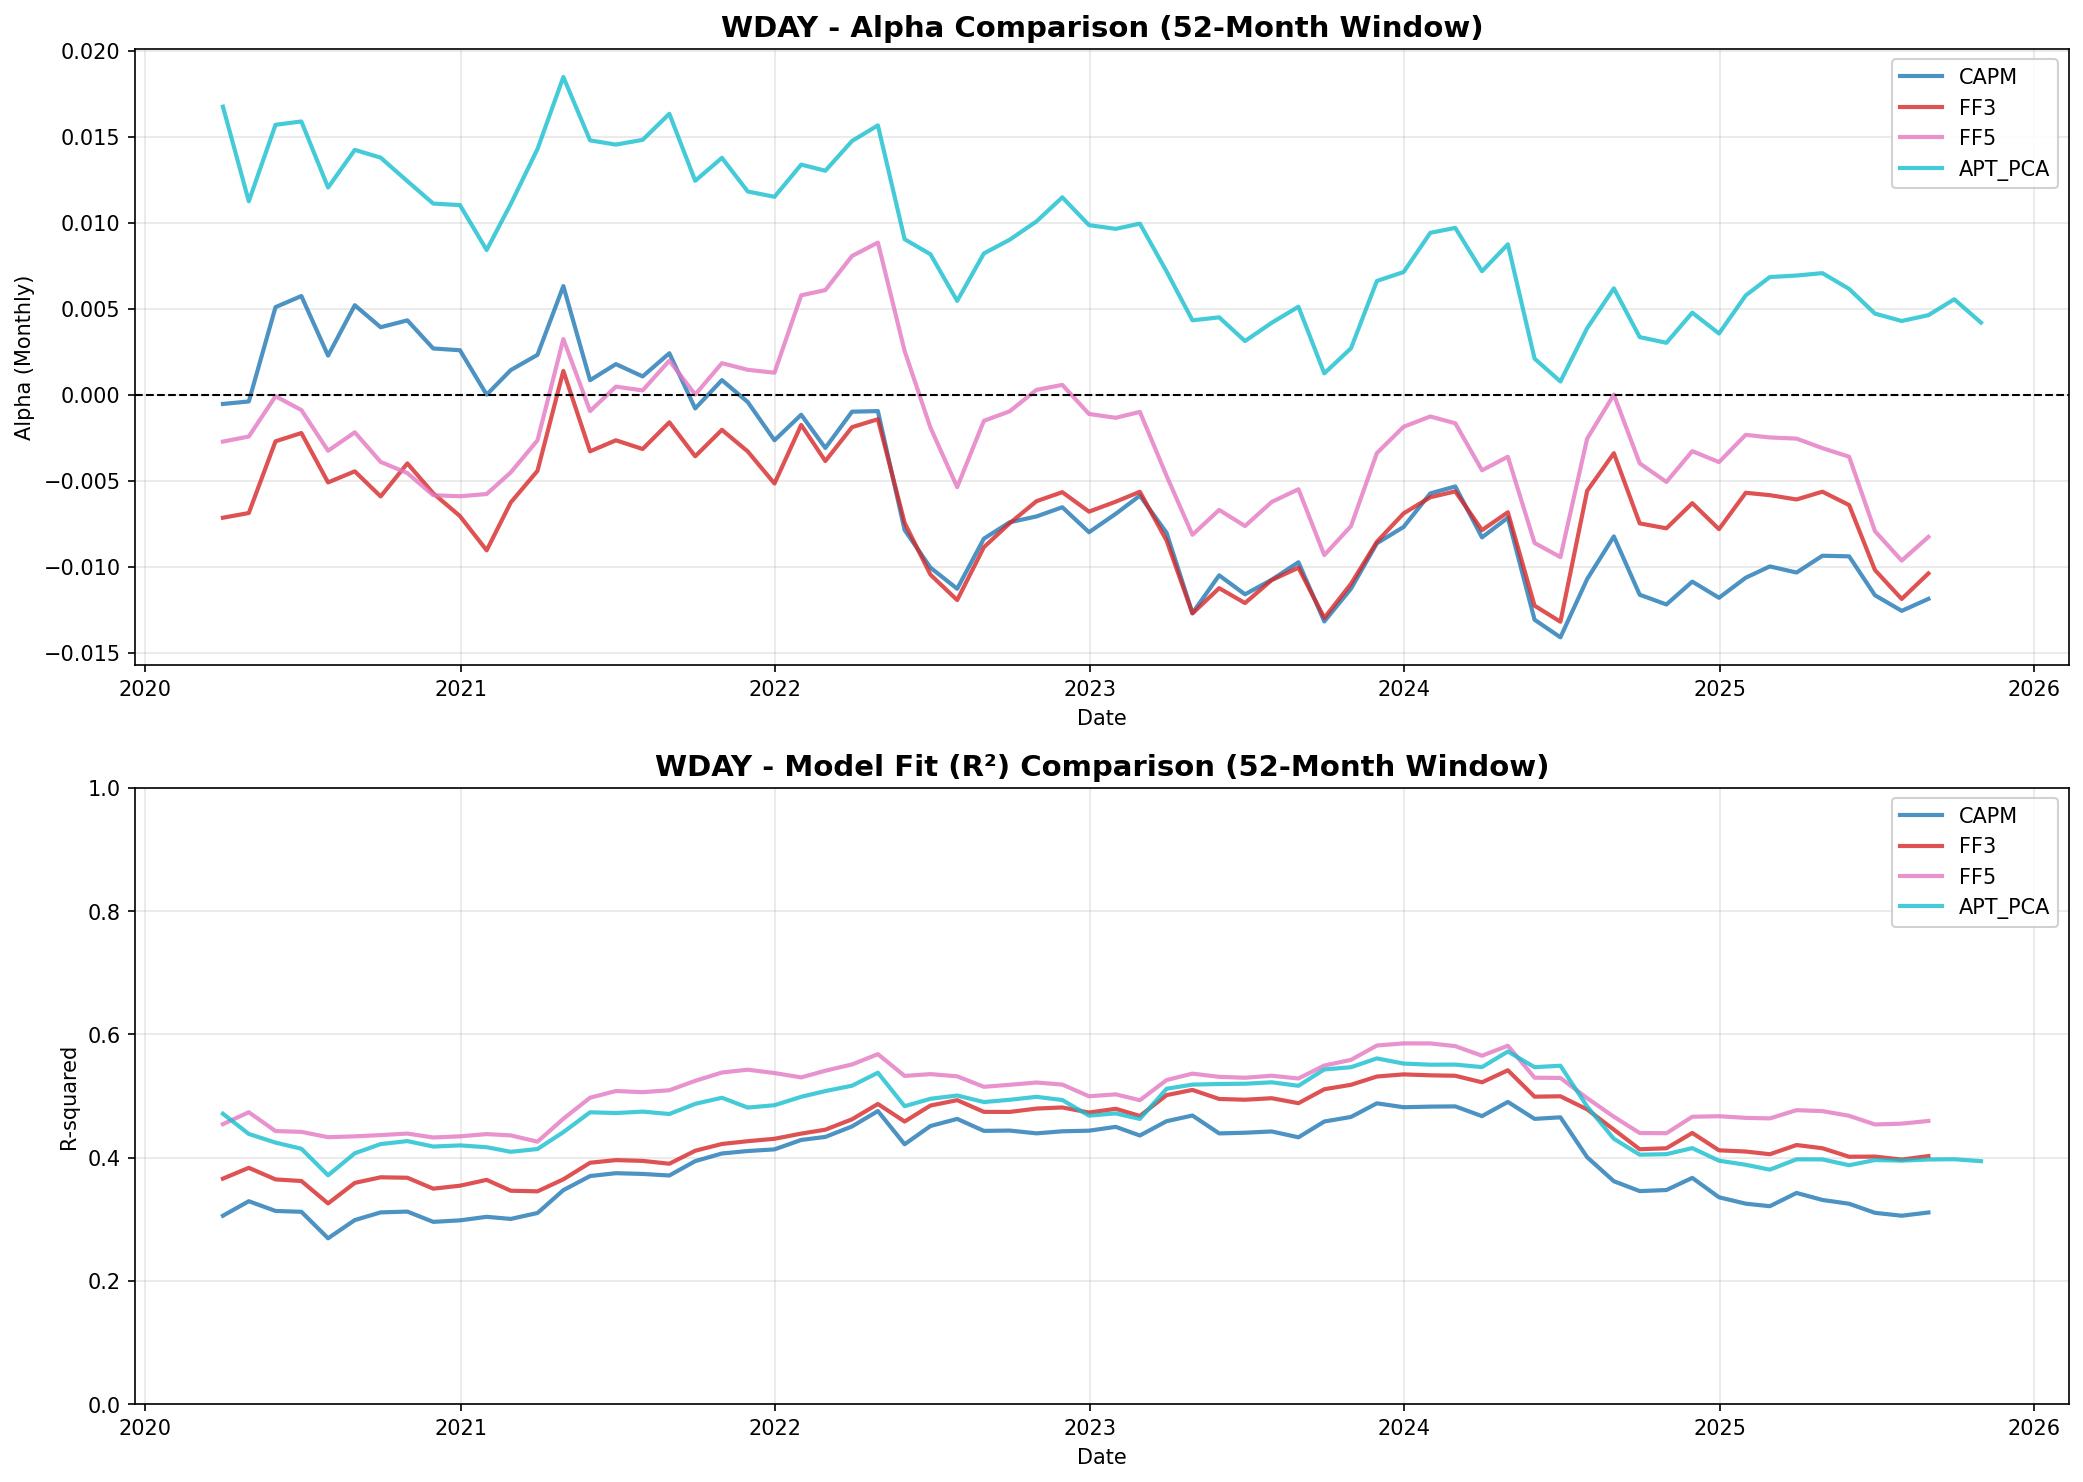 WDAY - Alpha Comparison (52-Month Window)
0.020
0.015
0.010
0.005
0.000
−0.005
−0.010
−0.015
Alpha (Monthly)
CAPM
FF3
FF5
APT_PCA
2020 2021 2022 2023 2024 2025 2026
Date
WDAY - Model Fit (R²) Comparison (52-Month Window)
1.0
0.8
0.6
0.4
0.2
0.0
R-squared
CAPM
FF3
FF5
APT_PCA
2020 2021 2022 2023 2024 2025 2026
Date